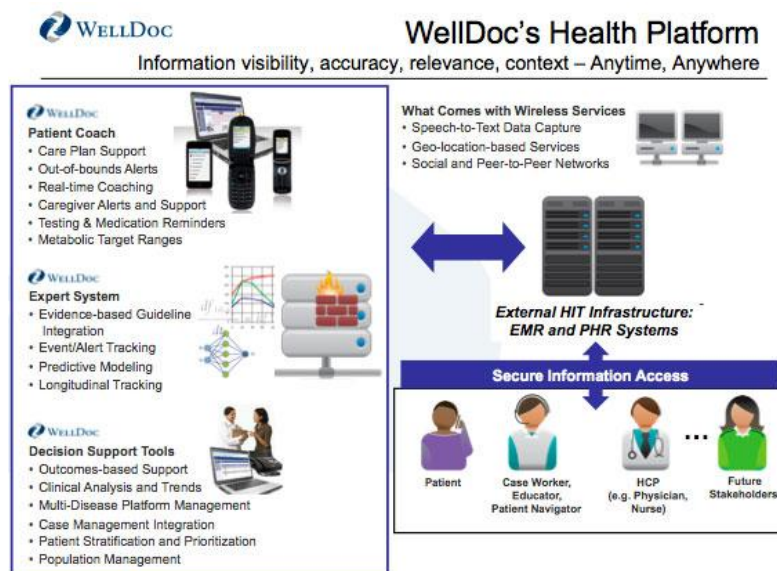 WELLDOC
WellDoc's Health Platform
Information visibility, accuracy, relevance, context – Anytime, Anywhere
WELLDOC
Patient Coach
• Care Plan Support
• Out-of-bounds Alerts
• Real-time Coaching
• Caregiver Alerts and Support
• Testing & Medication Reminders
• Metabolic Target Ranges
WELLDOC
Expert System
• Evidence-based Guideline
Integration
• Event/Alert Tracking
• Predictive Modeling
• Longitudinal Tracking
WELLDOC
Decision Support Tools
• Outcomes-based Support
• Clinical Analysis and Trends
• Multi-Disease Platform Management
• Case Management Integration
• Patient Stratification and Prioritization
• Population Management
What Comes with Wireless Services
• Speech-to-Text Data Capture
• Geo-location-based Services
• Social and Peer-to-Peer Networks
External HIT Infrastructure:
EMR and PHR Systems
Secure Information Access
...
Patient
Case Worker,
Educator,
Patient Navigator
HCP
(e.g. Physician,
Nurse)
Future
Stakeholders